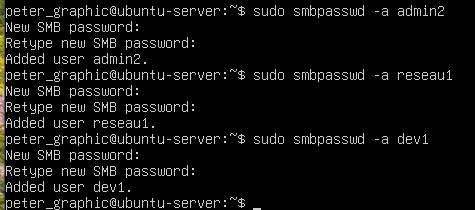 peter_graphic@ubuntu-server:~$ sudo smbpasswd -a admin2
New SMB password:
Retype new SMB password:
Added user admin2.
peter_graphic@ubuntu-server:~$ sudo smbpasswd -a reseau1
New SMB password:
Retype new SMB password:
Added user reseau1.
peter_graphic@ubuntu-server:~$ sudo smbpasswd -a dev1
New SMB password:
Retype new SMB password:
Added user dev1.
peter_graphic@ubuntu-server:~$ _